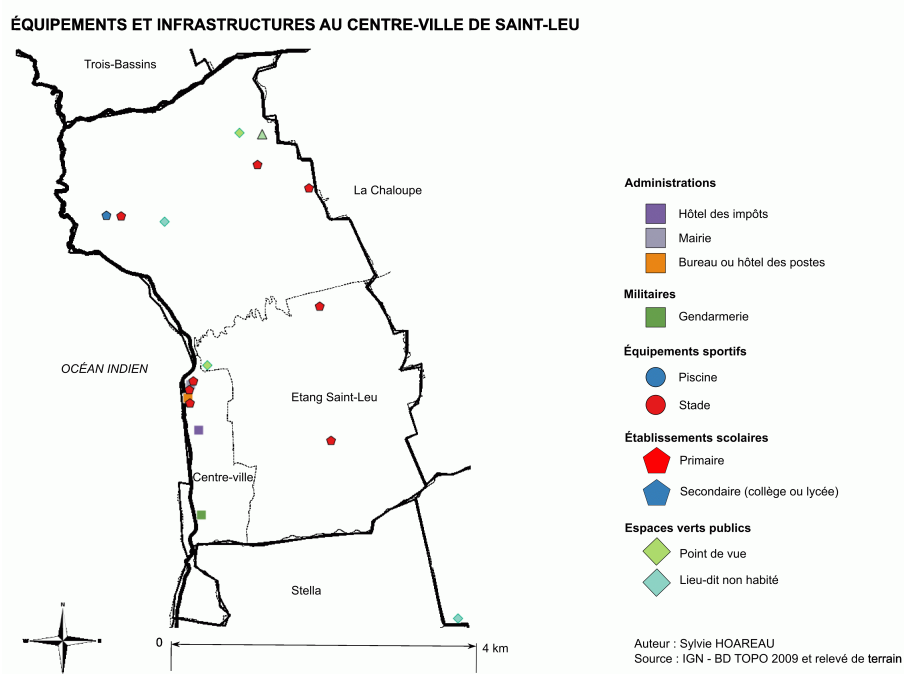 ÉQUIPEMENTS ET INFRASTRUCTURES AU CENTRE-VILLE DE SAINT-LEU
Trois-Bassins
La Chaloupe
OCÉAN INDIEN
Etang Saint-Leu
Centre-ville
Stella
N
0
4 km
Administrations
Hôtel des impôts
Mairie
Bureau ou hôtel des postes
Militaires
Gendarmerie
Équipements sportifs
Piscine
Stade
Établissements scolaires
Primaire
Secondaire (collège ou lycée)
Espaces verts publics
Point de vue
Lieu-dit non habité
Auteur : Sylvie HOAREAU
Source : IGN - BD TOPO 2009 et relevé de terrain